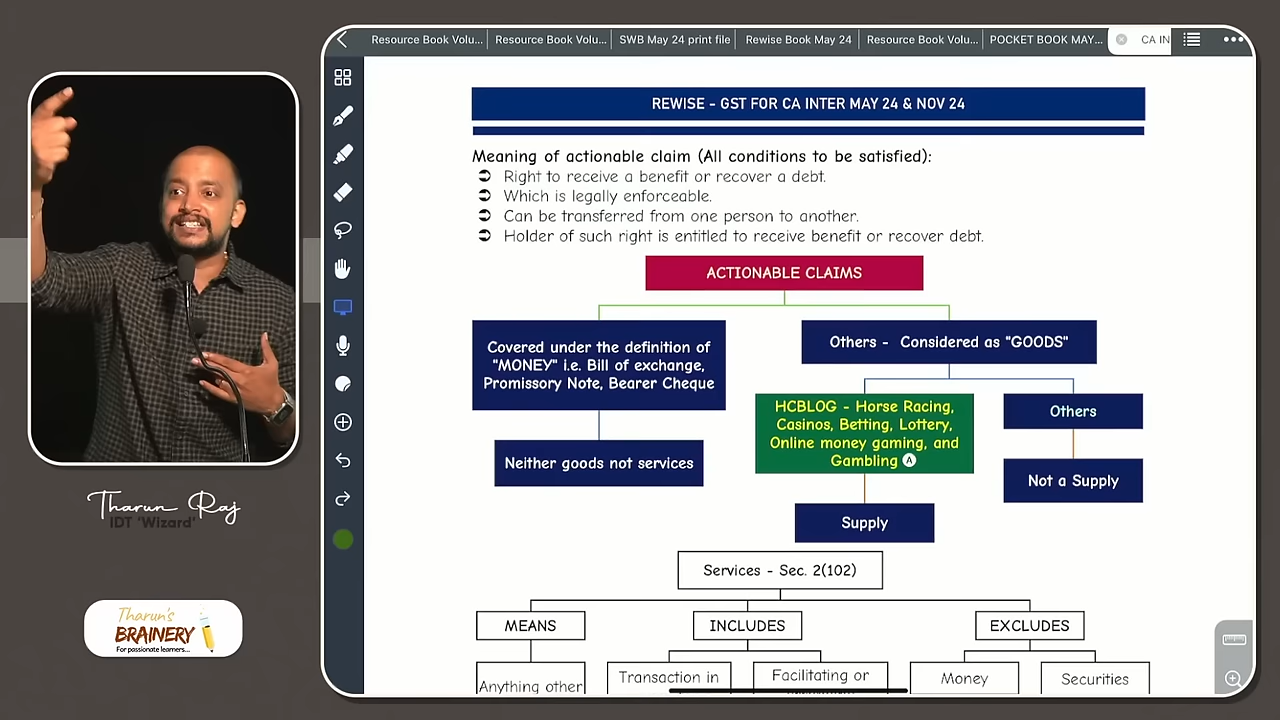 Resource Book Volu...
Resource Book Volu...
SWB May 24 print file
Rewise Book May 24
Resource Book Volu...
POCKET BOOK MAY...
CA IN
REWISE - GST FOR CA INTER MAY 24 & NOV 24
Meaning of actionable claim (All conditions to be satisfied):
Right to receive a benefit or recover a debt.
Which is legally enforceable.
Can be transferred from one person to another.
Holder of such right is entitled to receive benefit or recover debt.
ACTIONABLE CLAIMS
Covered under the definition of
"MONEY" i.e. Bill of exchange,
Promissory Note, Bearer Cheque
Neither goods not services
Others - Considered as "GOODS"
HCBLOG - Horse Racing,
Casinos, Betting, Lottery,
Online money gaming, and
Gambling A
Supply
Others
Not a Supply
Services - Sec. 2(102)
MEANS
INCLUDES
EXCLUDES
Anything other
Transaction in
Facilitating or
Money
Securities
Tharun Raj
IDT 'Wizard'
Tharun's
BRAINERY
For passionate learners...